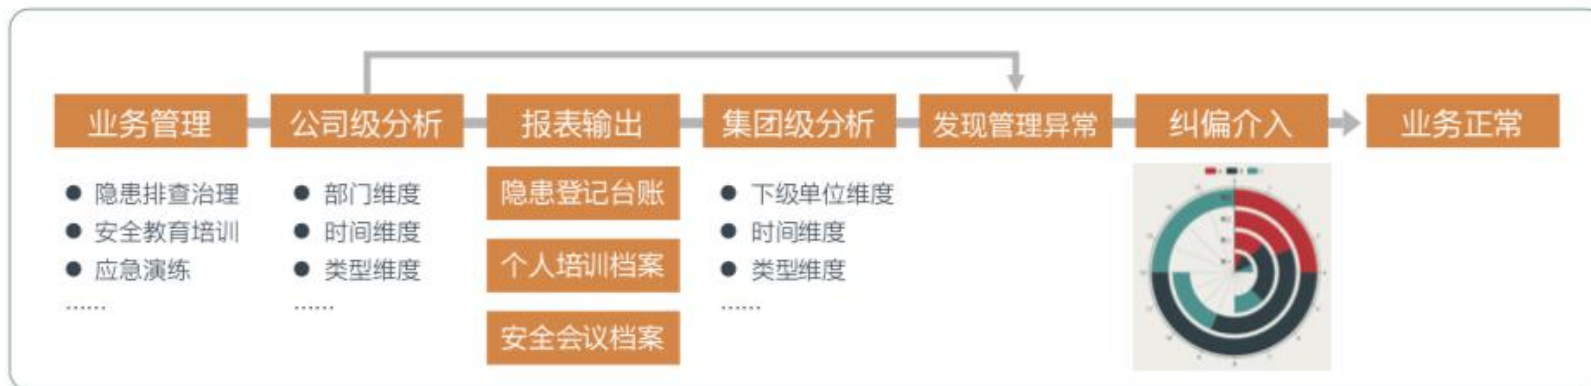 业务管理
公司级分析
报表输出
集团级分析
发现管理异常
纠偏介入
业务正常
● 隐患排查治理
● 安全教育培训
● 应急演练
……
● 部门维度
● 时间维度
● 类型维度
……
隐患登记台账
个人培训档案
安全会议档案
● 下级单位维度
● 时间维度
● 类型维度
……